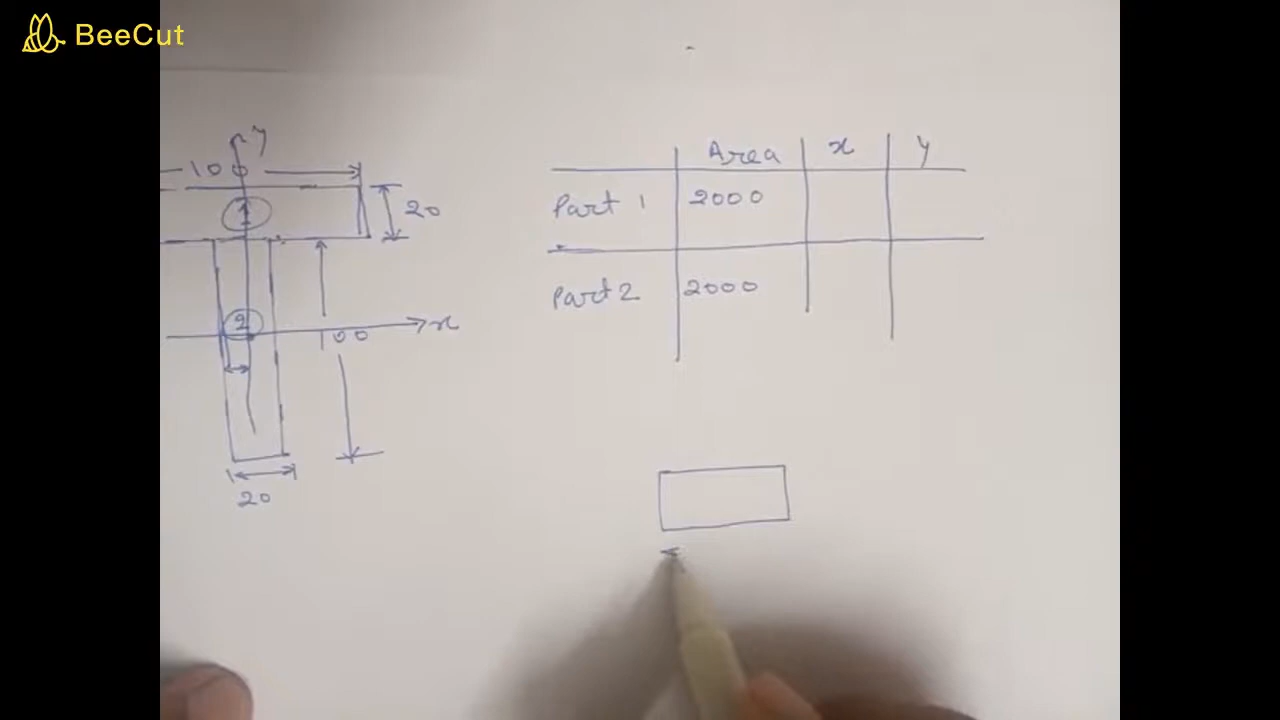 BeeCut
y
100
1
20
2
x
100
20
Area x y
Part 1 2000
Part 2 2000